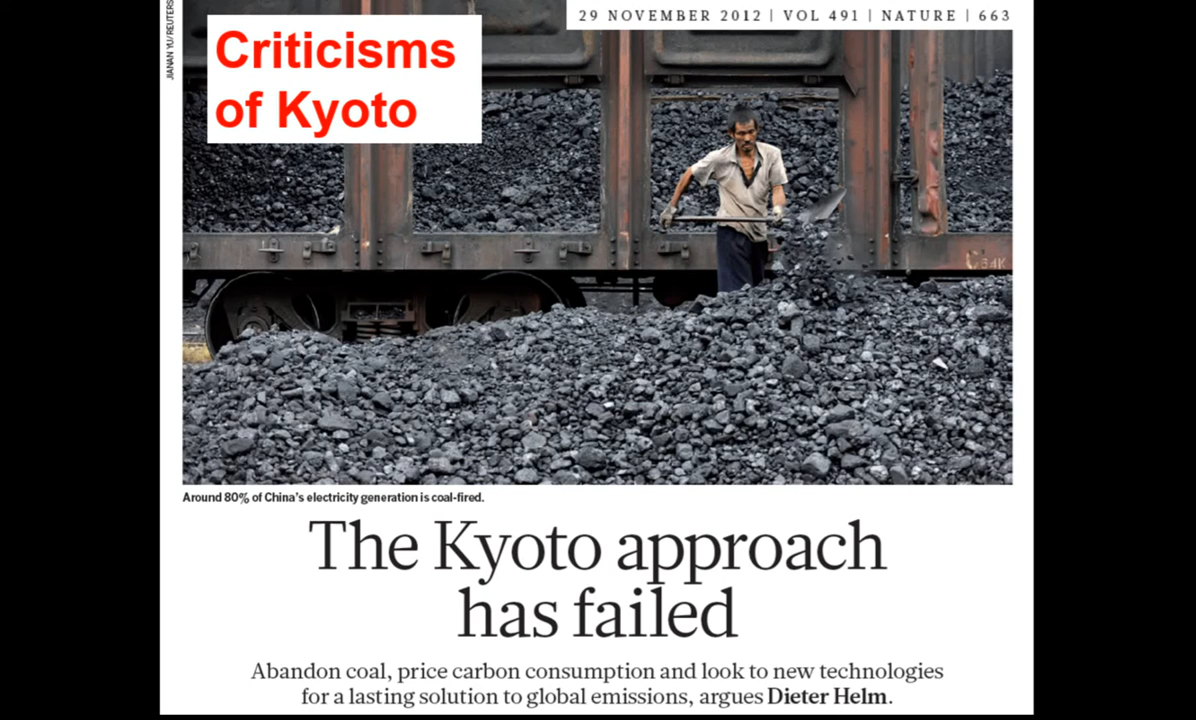 29 NOVEMBER 2012 | VOL 491 | NATURE | 663
JIANAN YU/REUTERS
Criticisms
of Kyoto
64K
Around 80% of China's electricity generation is coal-fired.
The Kyoto approach
has failed
Abandon coal, price carbon consumption and look to new technologies
for a lasting solution to global emissions, argues Dieter Helm.